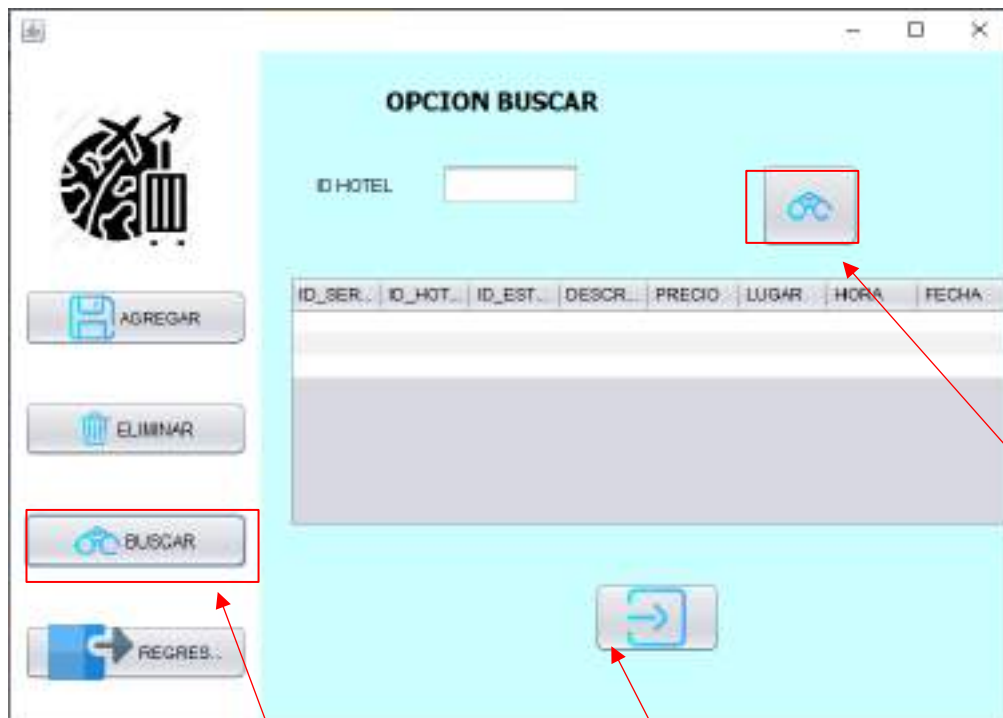 OPCION BUSCAR
ID HOTEL
ID_SER... ID_HOT... ID_EST... DESCR... PRECIO LUGAR HORA FECHA
AGREGAR
ELIMINAR
BUSCAR
REGRES...